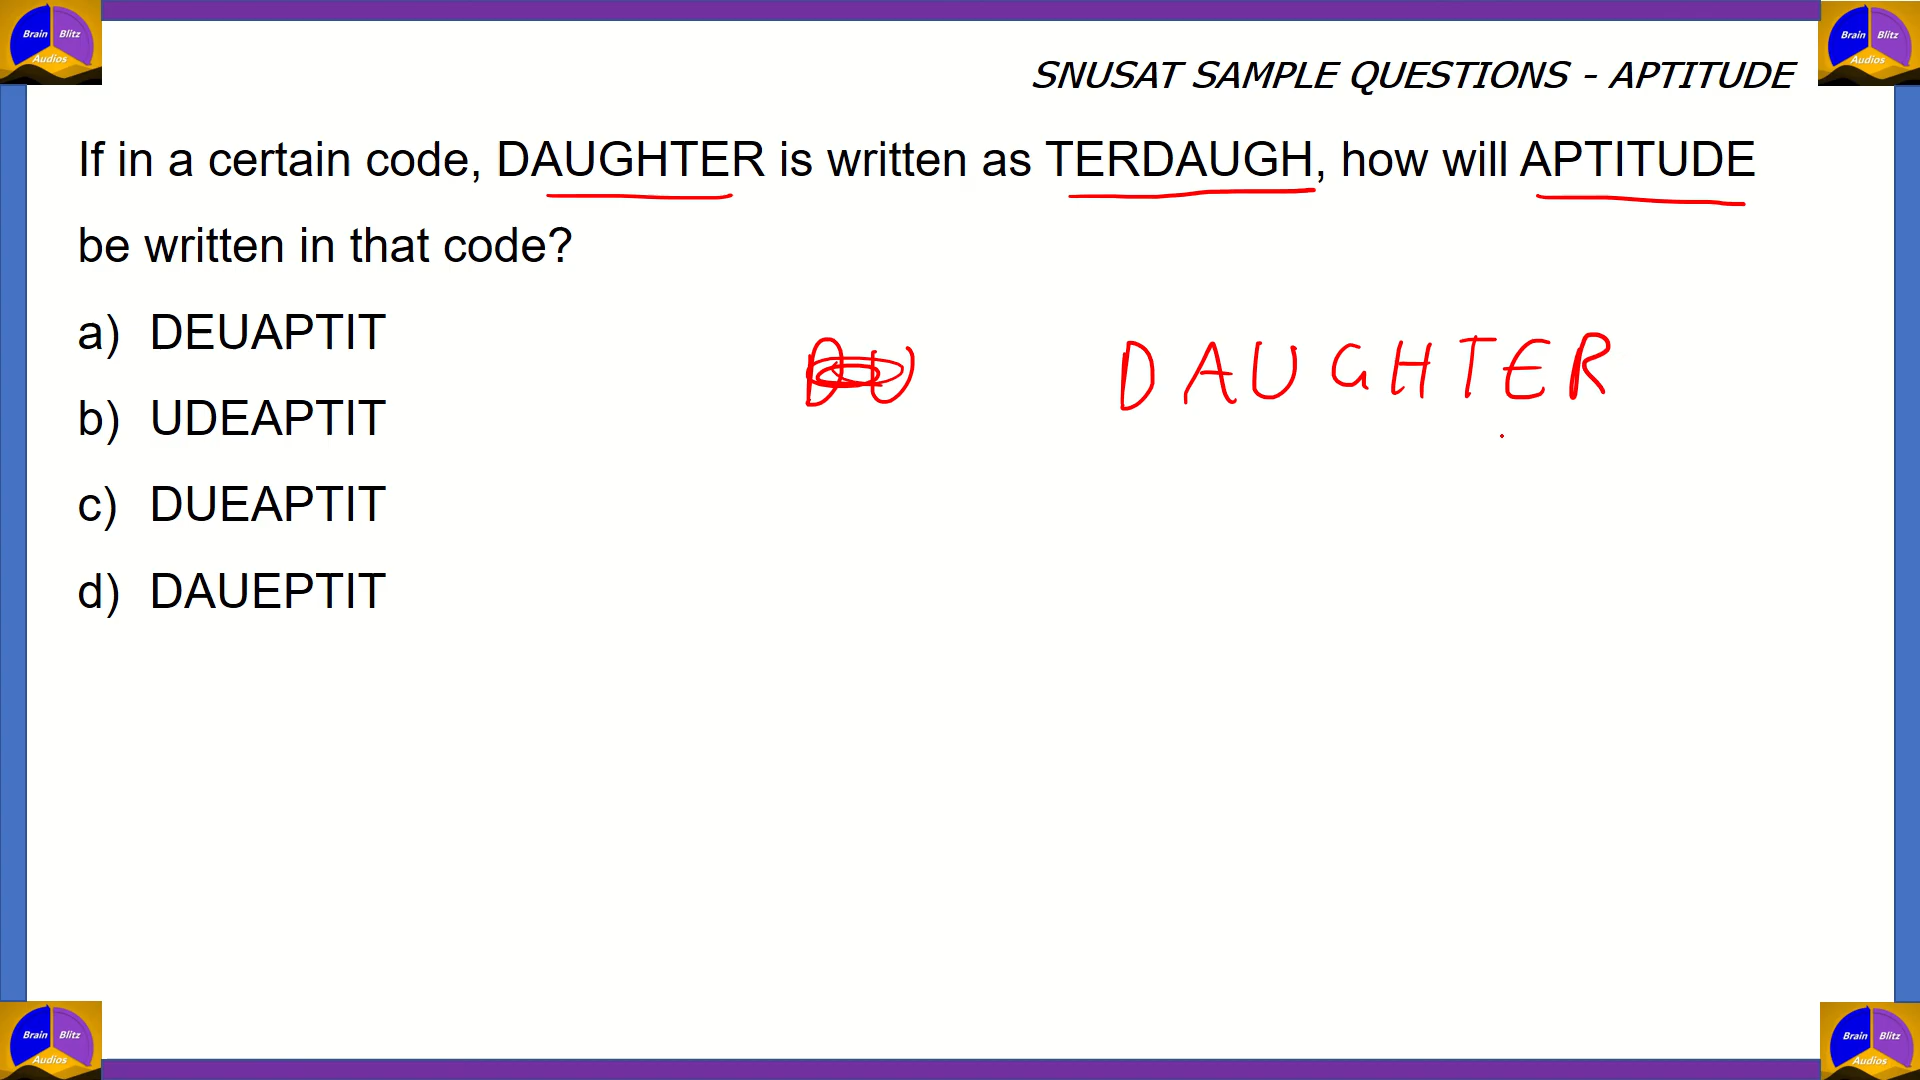 Brain Blitz
Audios
Brain Blitz
Audios
SNUSAT SAMPLE QUESTIONS - APTITUDE
If in a certain code, DAUGHTER is written as TERDAUGH, how will APTITUDE
be written in that code?
a) DEUAPTIT
DAUGHTER
b) UDEAPTIT
c) DUEAPTIT
d) DAUEPTIT
Brain Blitz
Audios
Brain Blitz
Audios